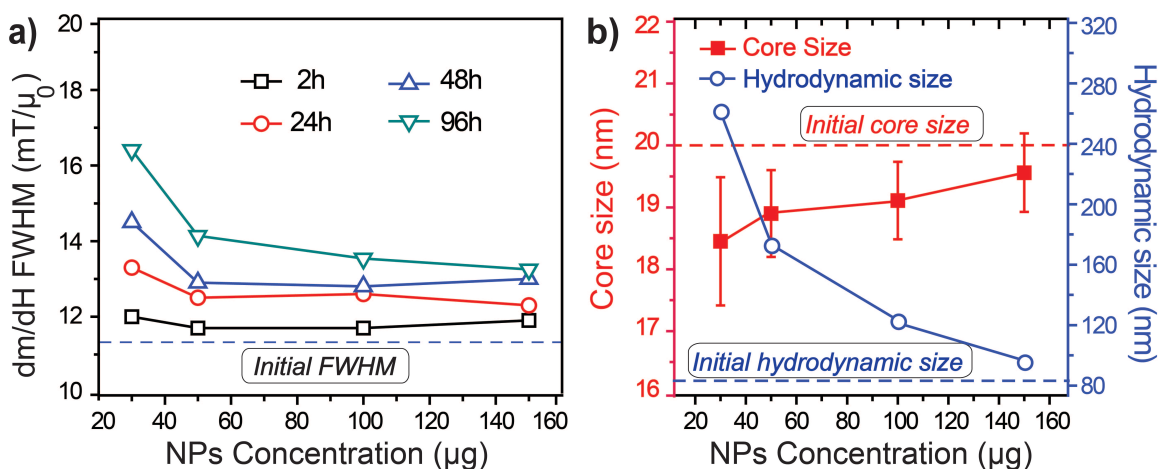 a)
20
18
16
14
12
10
dm/dH FWHM (mT/μ0)
2h
48h
24h
96h
Initial FWHM
20 40 60 80 100 120 140 160
NPs Concentration (μg)
b)
22
21
20
19
18
17
16
Core size (nm)
Core Size
Hydrodynamic size
Initial core size
Initial hydrodynamic size
320
280
240
200
160
120
80
Hydrodynamic size (nm)
20 40 60 80 100 120 140 160
NPs Concentration (μg)